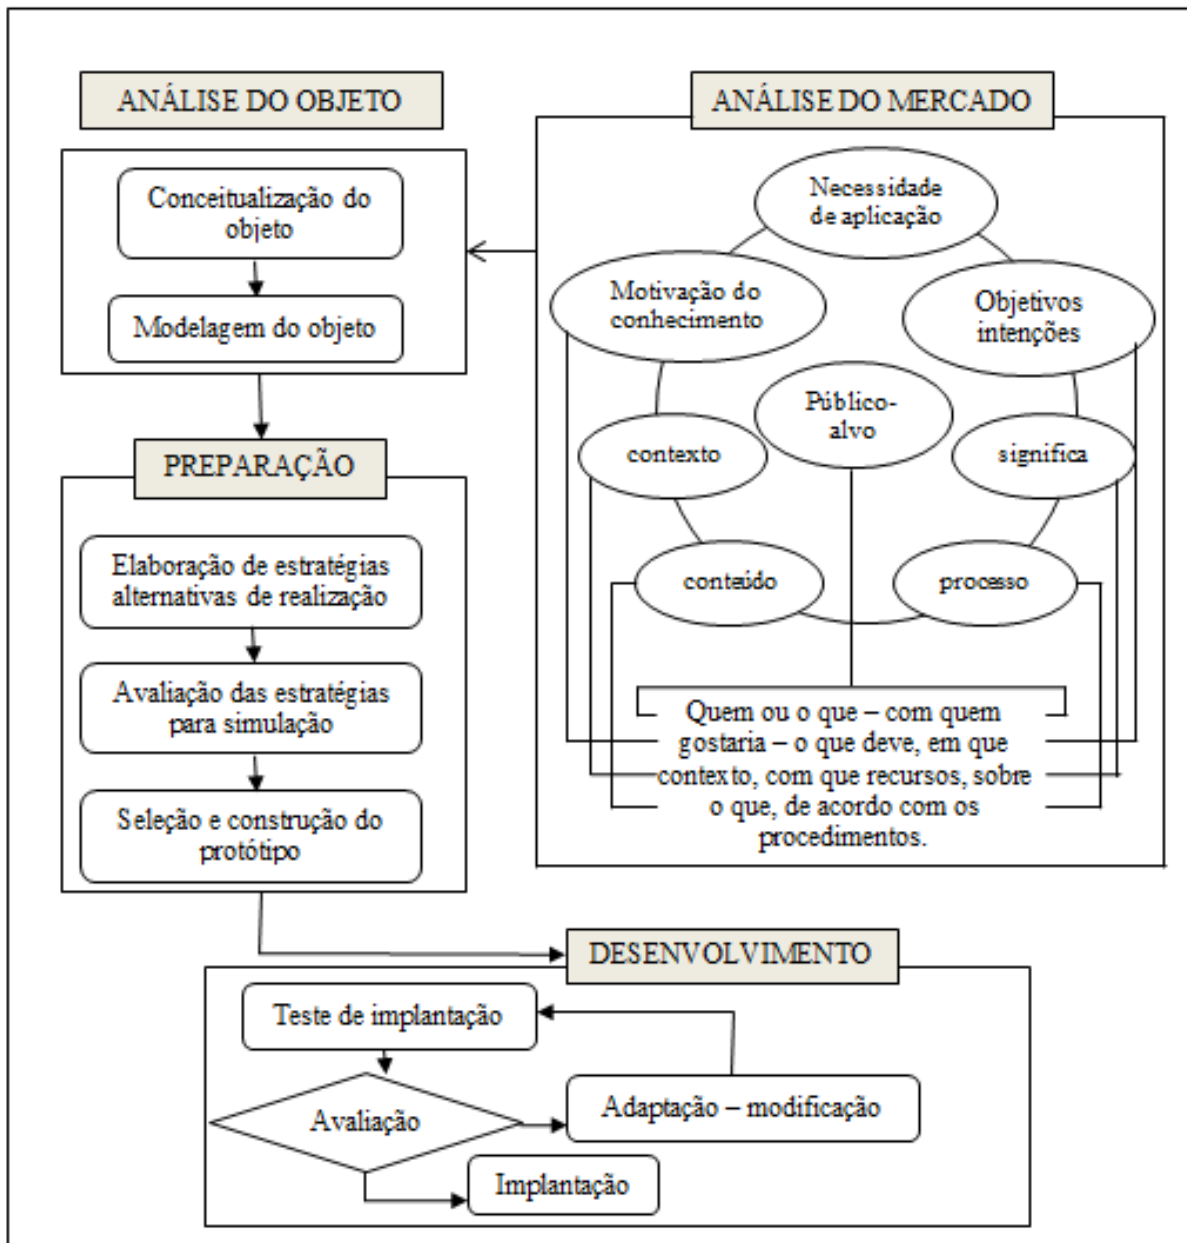 ANÁLISE DO OBJETO
Conceitualização do
objeto
Modelagem do objeto
ANÁLISE DO MERCADO
Necessidade
de aplicação
Motivação do
conhecimento
Objetivos
intenções
Público-
alvo
contexto
significa
conteúdo
processo
Quem ou o que – com quem
gostaria – o que deve, em que
contexto, com que recursos, sobre
o que, de acordo com os
procedimentos.
PREPARAÇÃO
Elaboração de estratégias
alternativas de realização
Avaliação das estratégias
para simulação
Seleção e construção do
protótipo
DESENVOLVIMENTO
Teste de implantação
Avaliação
Adaptação – modificação
Implantação